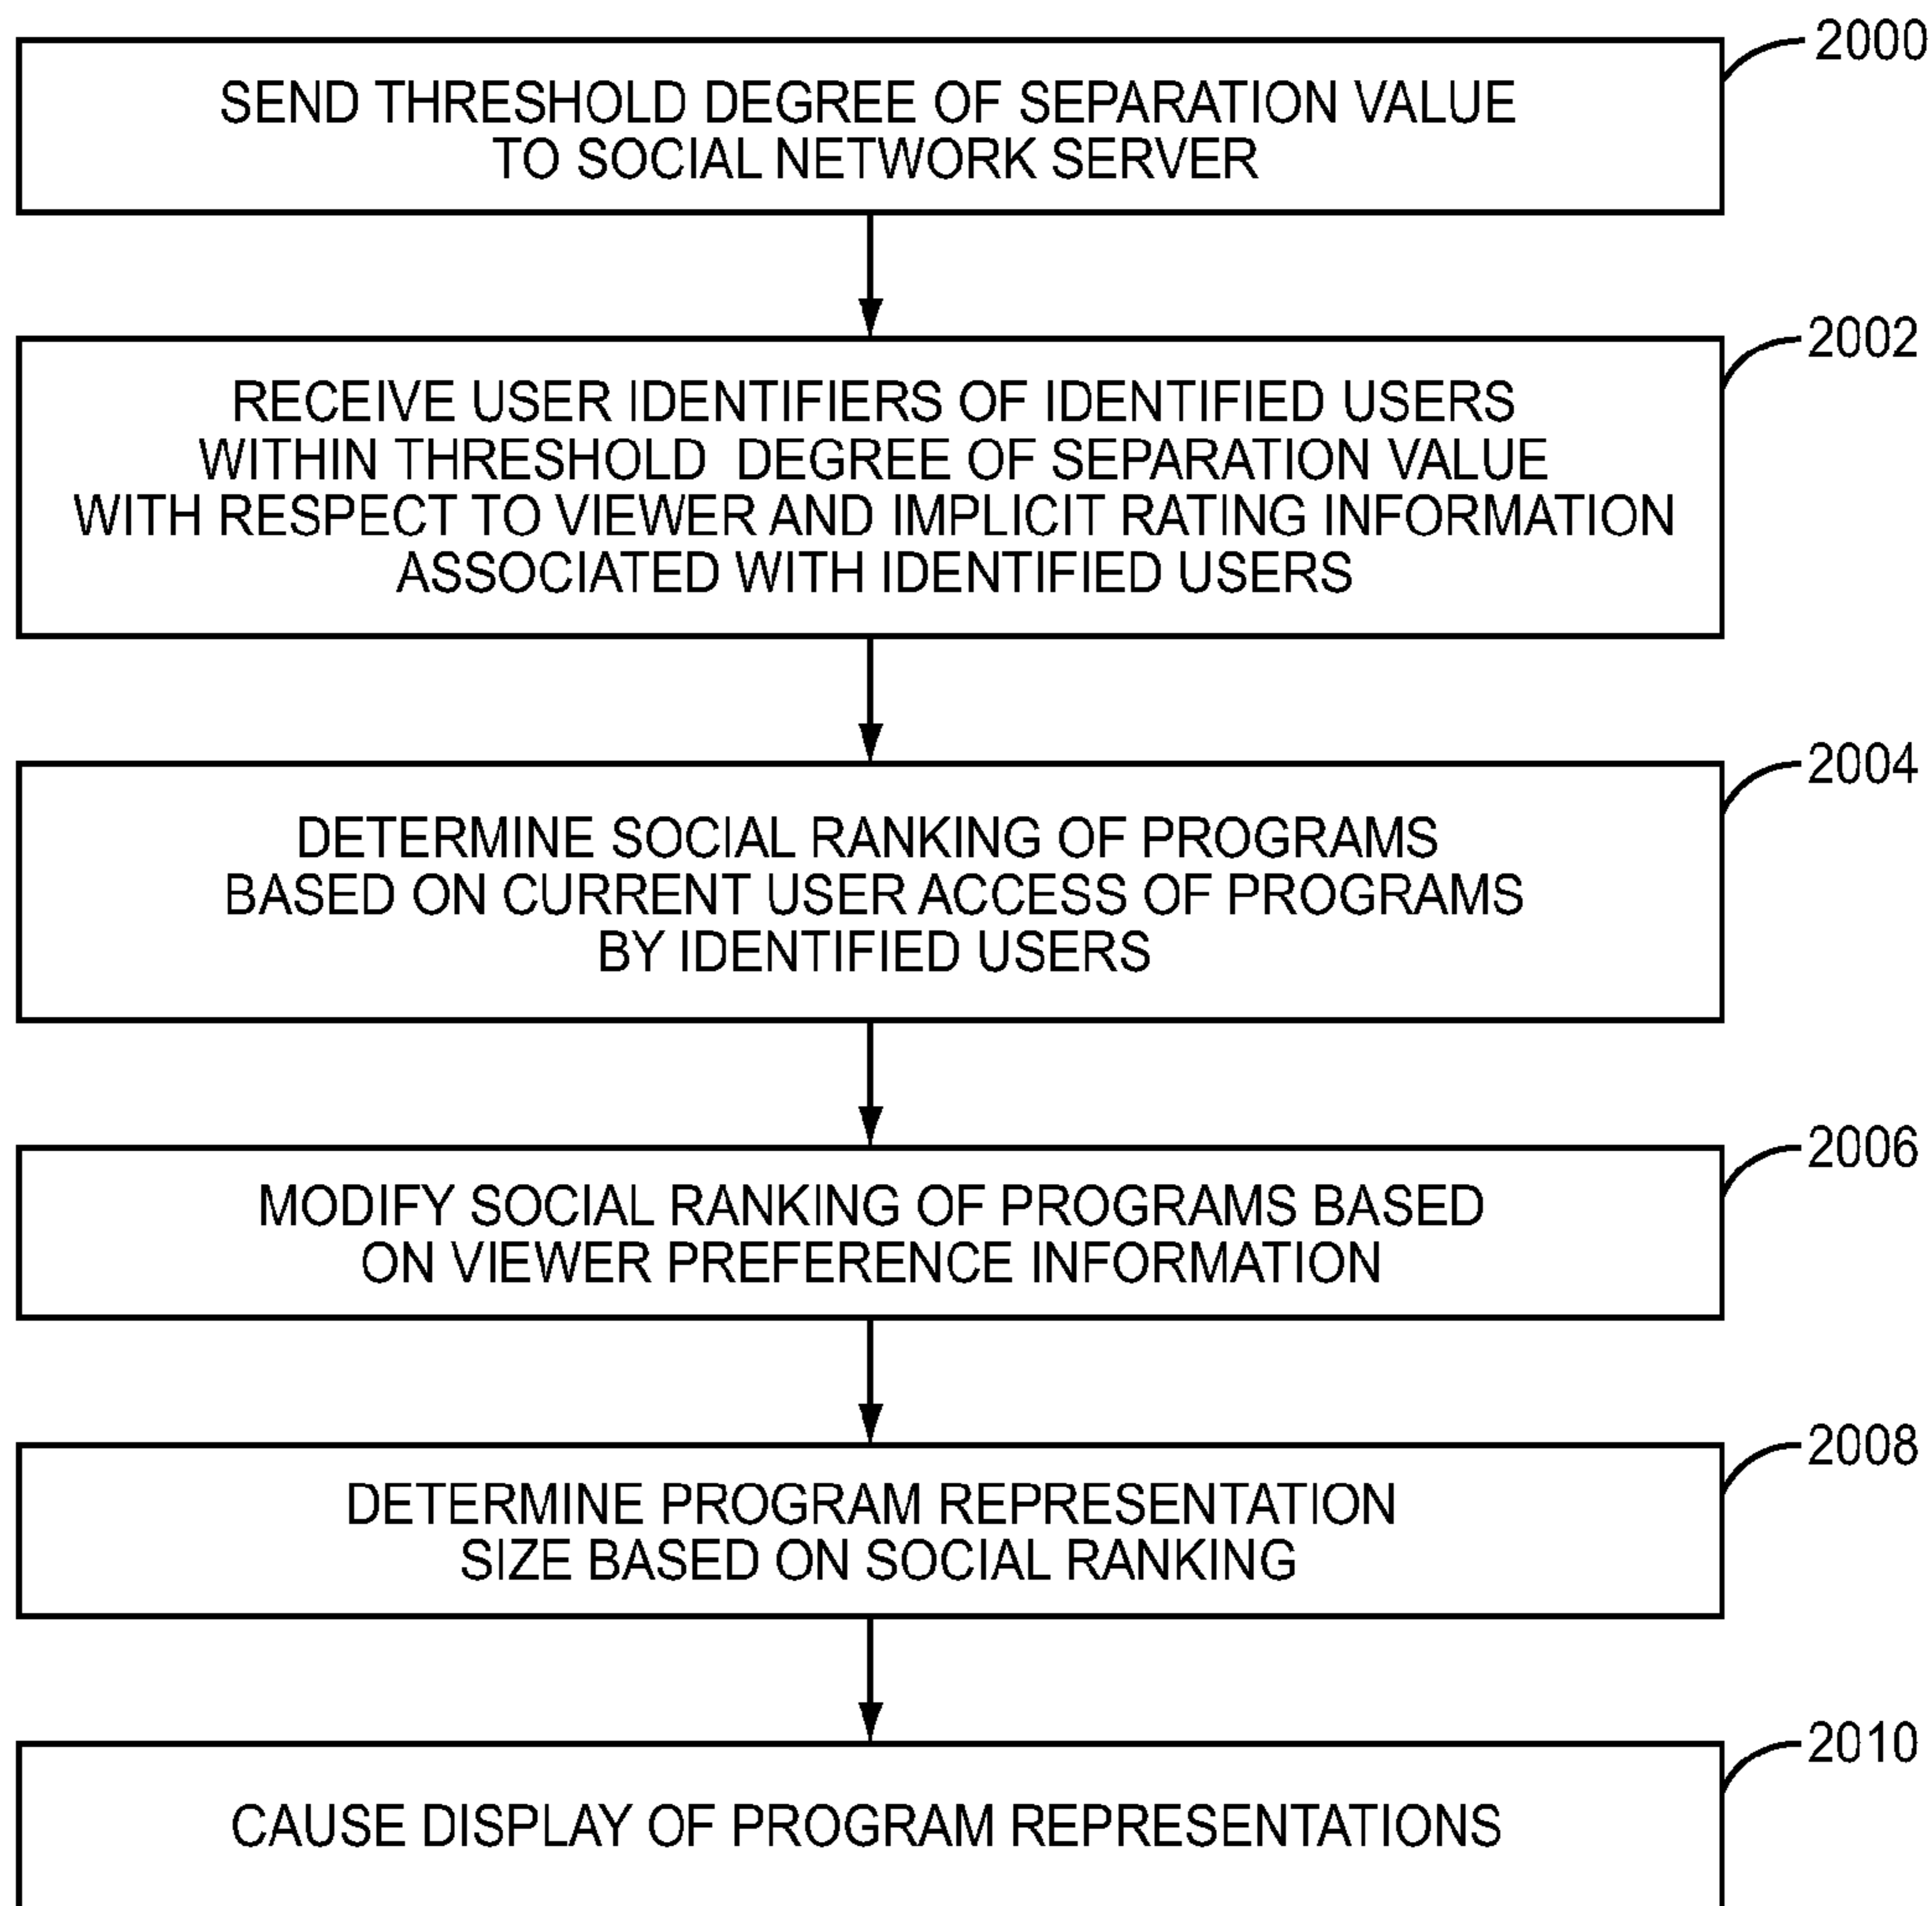 2000
SEND THRESHOLD DEGREE OF SEPARATION VALUE
TO SOCIAL NETWORK SERVER
2002
RECEIVE USER IDENTIFIERS OF IDENTIFIED USERS
WITHIN THRESHOLD DEGREE OF SEPARATION VALUE
WITH RESPECT TO VIEWER AND IMPLICIT RATING INFORMATION
ASSOCIATED WITH IDENTIFIED USERS
2004
DETERMINE SOCIAL RANKING OF PROGRAMS
BASED ON CURRENT USER ACCESS OF PROGRAMS
BY IDENTIFIED USERS
2006
MODIFY SOCIAL RANKING OF PROGRAMS BASED
ON VIEWER PREFERENCE INFORMATION
2008
DETERMINE PROGRAM REPRESENTATION
SIZE BASED ON SOCIAL RANKING
2010
CAUSE DISPLAY OF PROGRAM REPRESENTATIONS